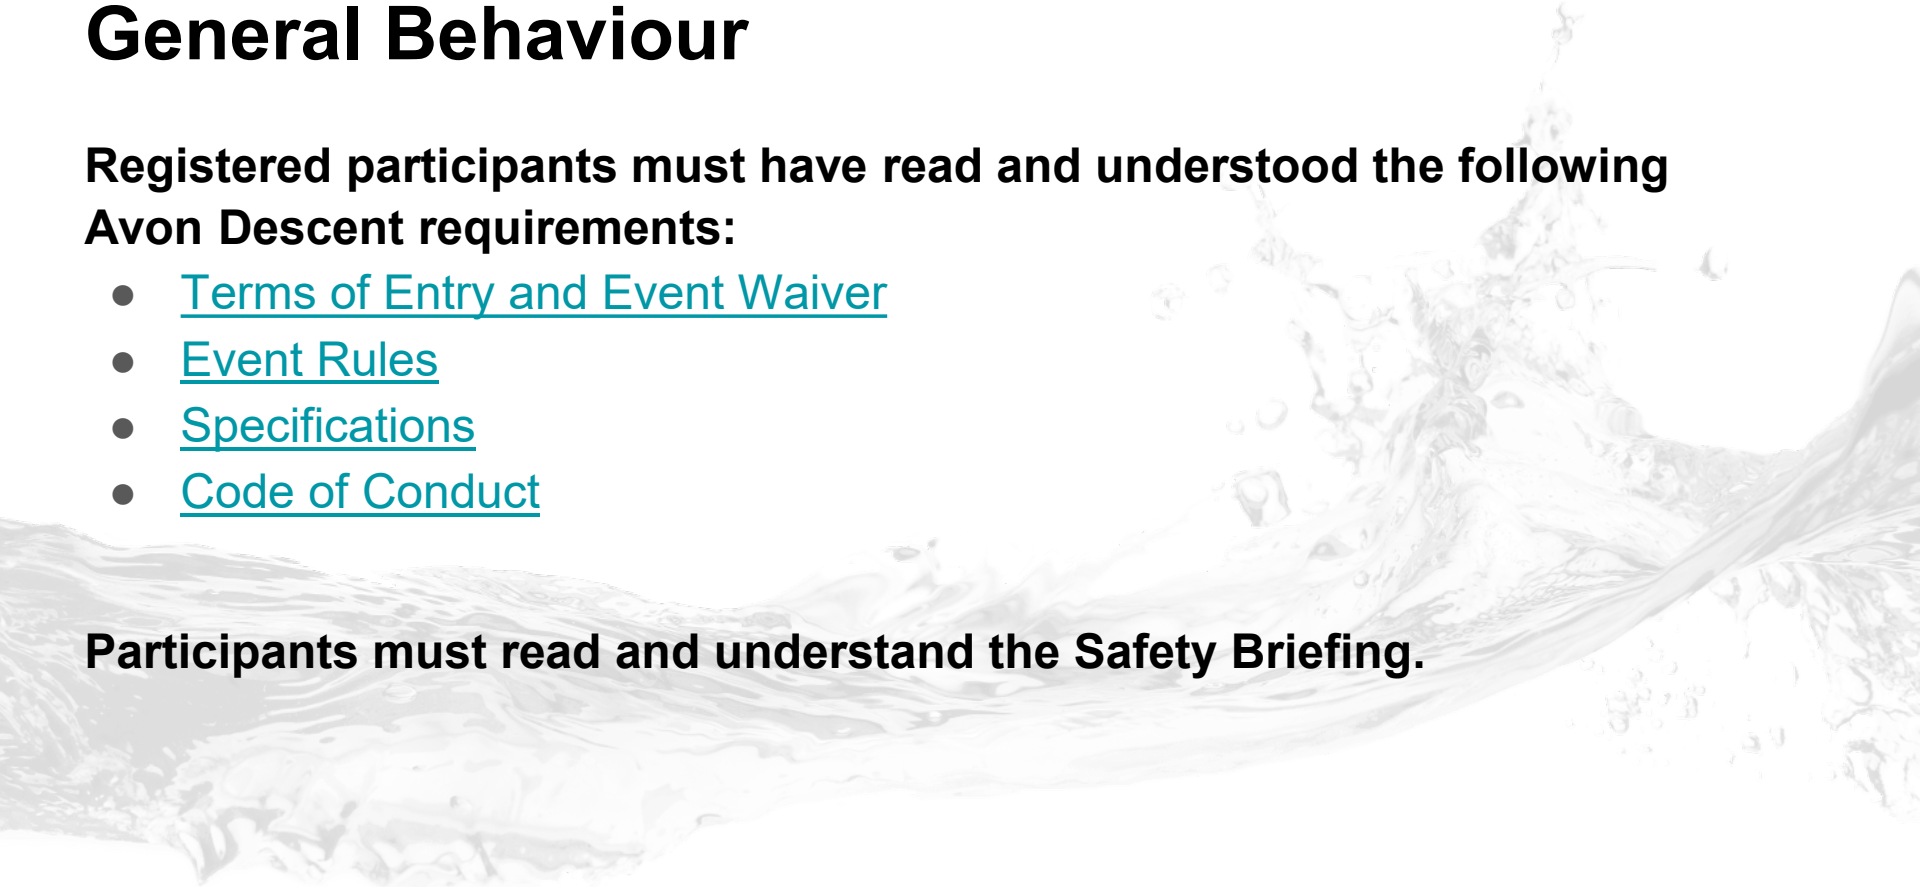 General Behaviour
Registered participants must have read and understood the following
Avon Descent requirements:
● Terms of Entry and Event Waiver
● Event Rules
● Specifications
● Code of Conduct
Participants must read and understand the Safety Briefing.